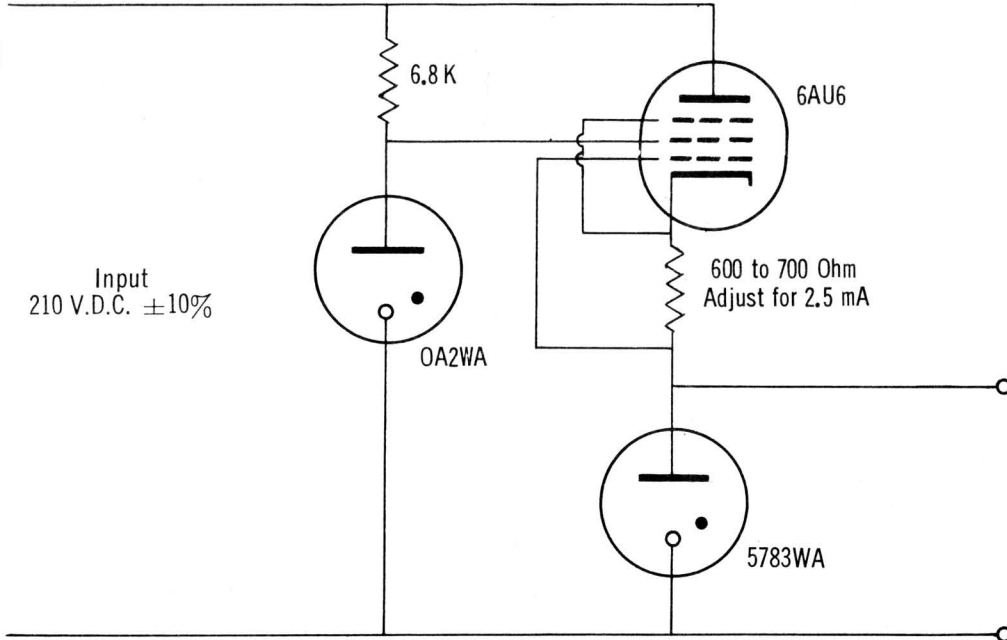 6.8 K
6AU6
Input
210 V.D.C. ±10%
OA2WA
600 to 700 Ohm
Adjust for 2.5 mA
5783WA